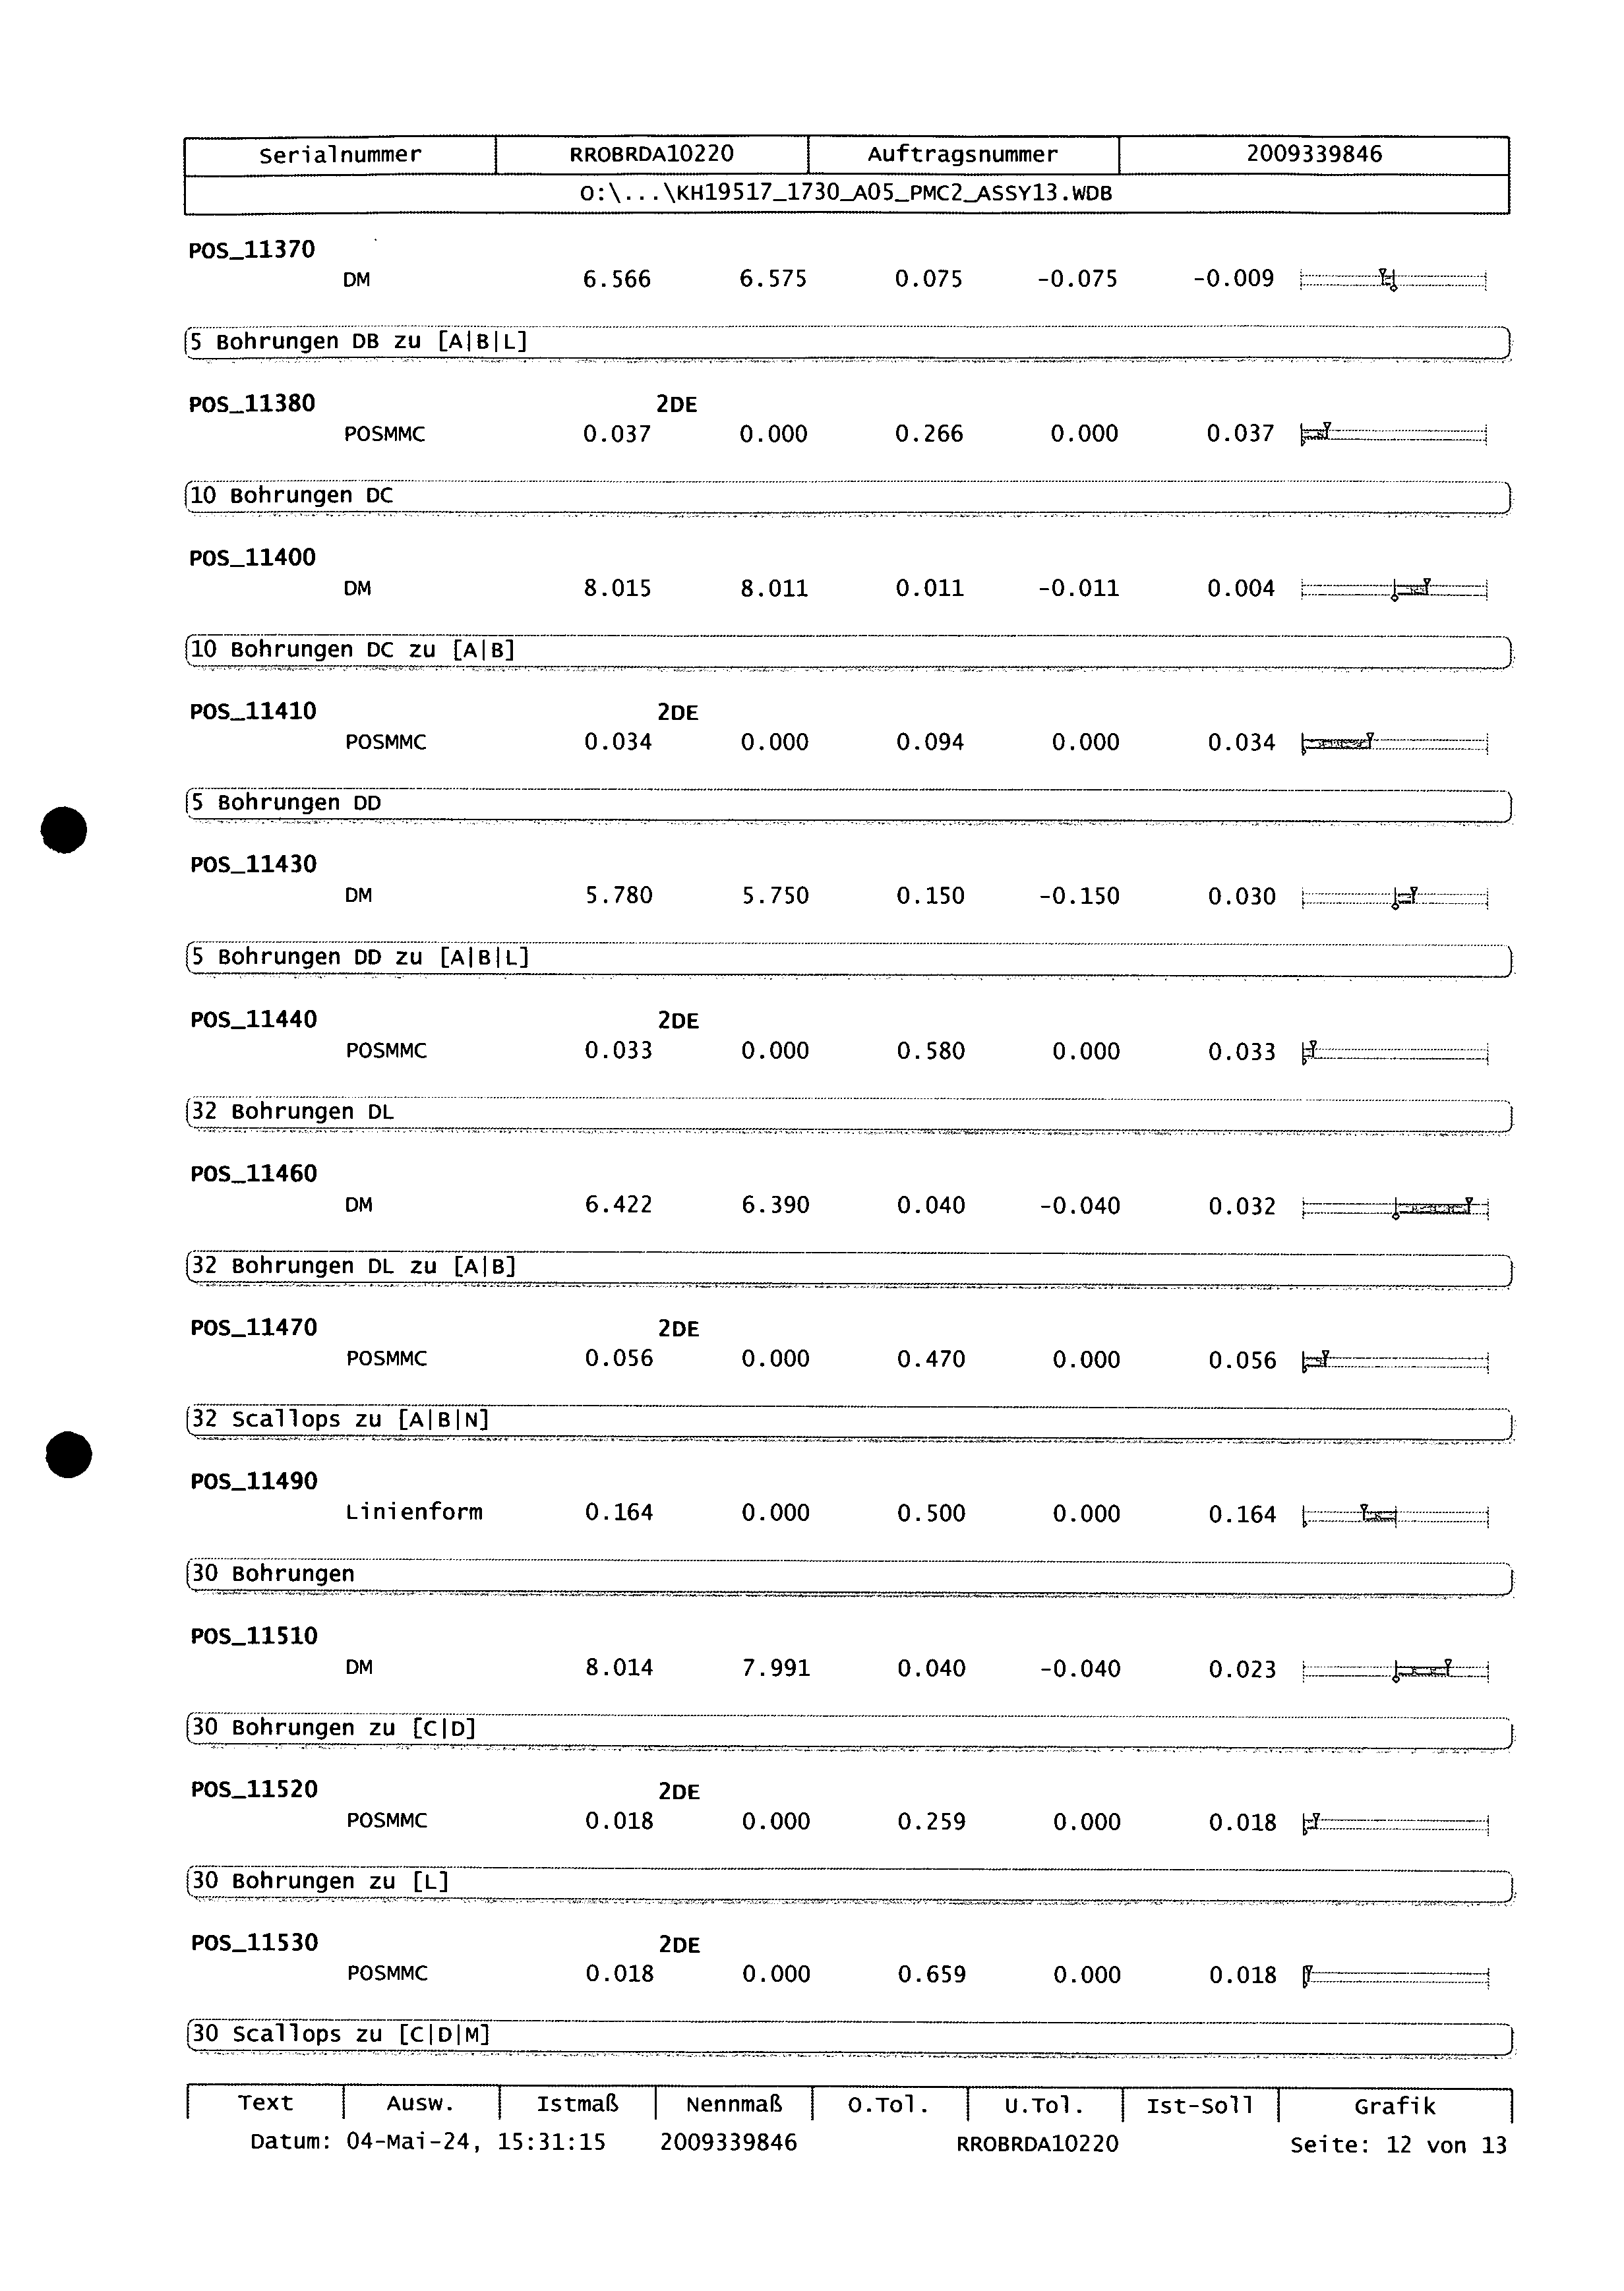 Serialnummer RROBRDA10220 Auftragsnummer 2009339846
O:\...\KH19517_1730_A05_PMC2_ASSY13.WDB
POS_11370
DM 6.566 6.575 0.075 -0.075 -0.009
5 Bohrungen DB zu [A|B|L]
POS_11380 2DE
POSMMC 0.037 0.000 0.266 0.000 0.037
10 Bohrungen DC
POS_11400
DM 8.015 8.011 0.011 -0.011 0.004
10 Bohrungen DC zu [A|B]
POS_11410 2DE
POSMMC 0.034 0.000 0.094 0.000 0.034
5 Bohrungen DD
POS_11430
DM 5.780 5.750 0.150 -0.150 0.030
5 Bohrungen DD zu [A|B|L]
POS_11440 2DE
POSMMC 0.033 0.000 0.580 0.000 0.033
32 Bohrungen DL
POS_11460
DM 6.422 6.390 0.040 -0.040 0.032
32 Bohrungen DL zu [A|B]
POS_11470 2DE
POSMMC 0.056 0.000 0.470 0.000 0.056
32 Scallops zu [A|B|N]
POS_11490
Linienform 0.164 0.000 0.500 0.000 0.164
30 Bohrungen
POS_11510
DM 8.014 7.991 0.040 -0.040 0.023
30 Bohrungen zu [C|D]
POS_11520 2DE
POSMMC 0.018 0.000 0.259 0.000 0.018
30 Bohrungen zu [L]
POS_11530 2DE
POSMMC 0.018 0.000 0.659 0.000 0.018
30 Scallops zu [C|D|M]
Text Ausw. Istmaß Nennmaß O.Tol. U.Tol. Ist-Soll Grafik
Datum: 04-Mai-24, 15:31:15 2009339846 RROBRDA10220 Seite: 12 von 13